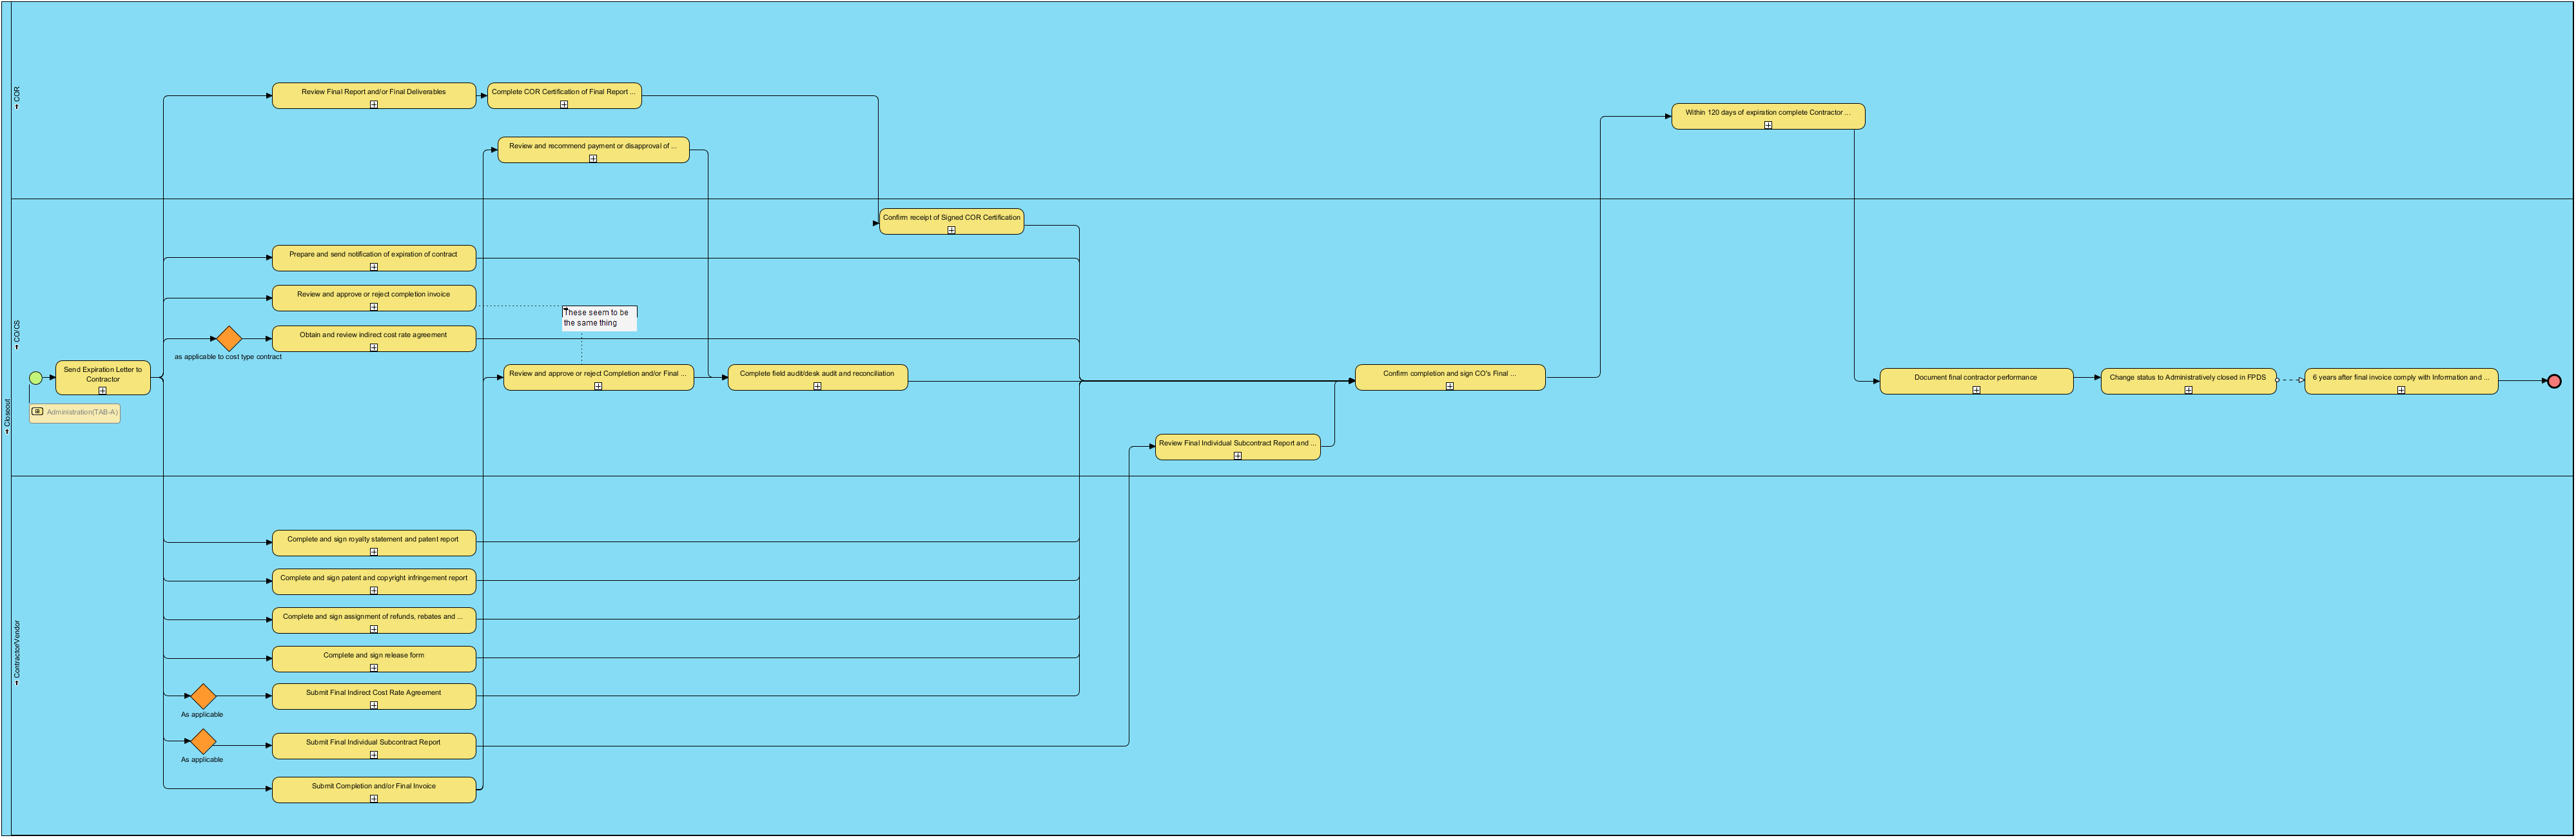 Closeout
COR
Review Final Report and/or Final Deliverables
Complete COR Certification of Final Report ...
Review and recommend payment or disapproval of ...
Within 120 days of expiration complete Contractor ...
CO/CS
Confirm receipt of Signed COR Certification
Prepare and send notification of expiration of contract
Review and approve or reject completion invoice
These seem to be
the same thing
Obtain and review indirect cost rate agreement
as applicable to cost type contract
Send Expiration Letter to
Contractor
Administration(TAB-A)
Review and approve or reject Completion and/or Final ...
Complete field audit/desk audit and reconciliation
Confirm completion and sign CO's Final ...
Document final contractor performance
Change status to Administratively closed in FPDS
6 years after final invoice comply with Information and ...
Review Final Individual Subcontract Report and ...
Contractor/Vendor
Complete and sign royalty statement and patent report
Complete and sign patent and copyright infringement report
Complete and sign assignment of refunds, rebates and ...
Complete and sign release form
Submit Final Indirect Cost Rate Agreement
As applicable
Submit Final Individual Subcontract Report
As applicable
Submit Completion and/or Final Invoice